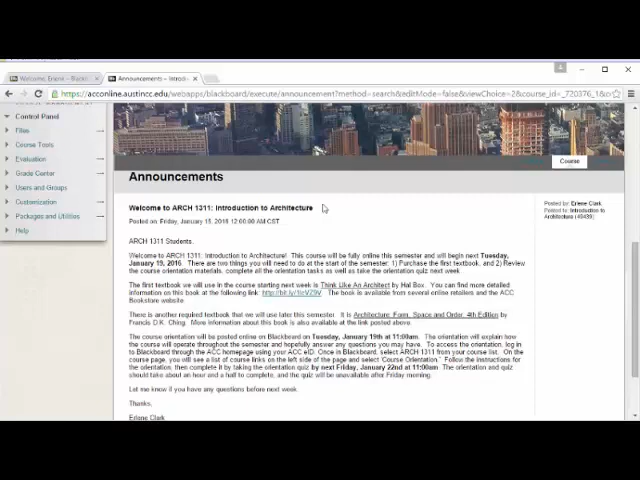 Welcome, Erlene – Blackb
Announcements – Introdu
https://acconline.austincc.edu/webapps/blackboard/execute/announcement?method=search&editMode=false&viewChoice=2&course_id=_720376_1&
Control Panel
Files
Course Tools
Evaluation
Grade Center
Users and Groups
Customization
Packages and Utilities
Help
Course
Announcements
Welcome to ARCH 1311: Introduction to Architecture
Posted on: Friday, January 15, 2016 12:00:00 AM CST
Posted by: Erlene Clark
Posted to: Introduction to
Architecture
ARCH 1311 Students,
Welcome to ARCH 1311: Introduction to Architecture! This course will be fully online this semester and will begin next Tuesday,
January 19, 2016. There are two things you will need to do at the start of the semester: 1) Purchase the first textbook, and 2) Review
the course orientation materials, complete all the orientation tasks as well as take the orientation quiz next week.
The first textbook we will use in the course starting next week is Think Like An Architect by Hal Box. You can find more detailed
information on this book at the following link: The book is available from several online retailers and the ACC
Bookstore website.
There is another required textbook that we will use later this semester. It is Architecture: Form, Space and Order, 4th Edition by
Francis D.K. Ching. More information about this book is also available at the link posted above.
The course orientation will be posted online on Blackboard on Tuesday, January 19th at 11:00am. The orientation will explain how
the course will operate throughout the semester and hopefully answer any questions you may have. To access the orientation, log in
to Blackboard through the ACC homepage using your ACC eID. Once in Blackboard, select ARCH 1311 from your course list. On the
course page, you will see a list of course links on the left side of the page and select "Course Orientation." Follow the instructions for
the orientation, then complete it by taking the orientation quiz by next Friday, January 22nd at 11:00am. The orientation and quiz
should take about an hour and a half to complete, and the quiz will be unavailable after Friday morning.
Let me know if you have any questions before next week.
Thanks,
Erlene Clark